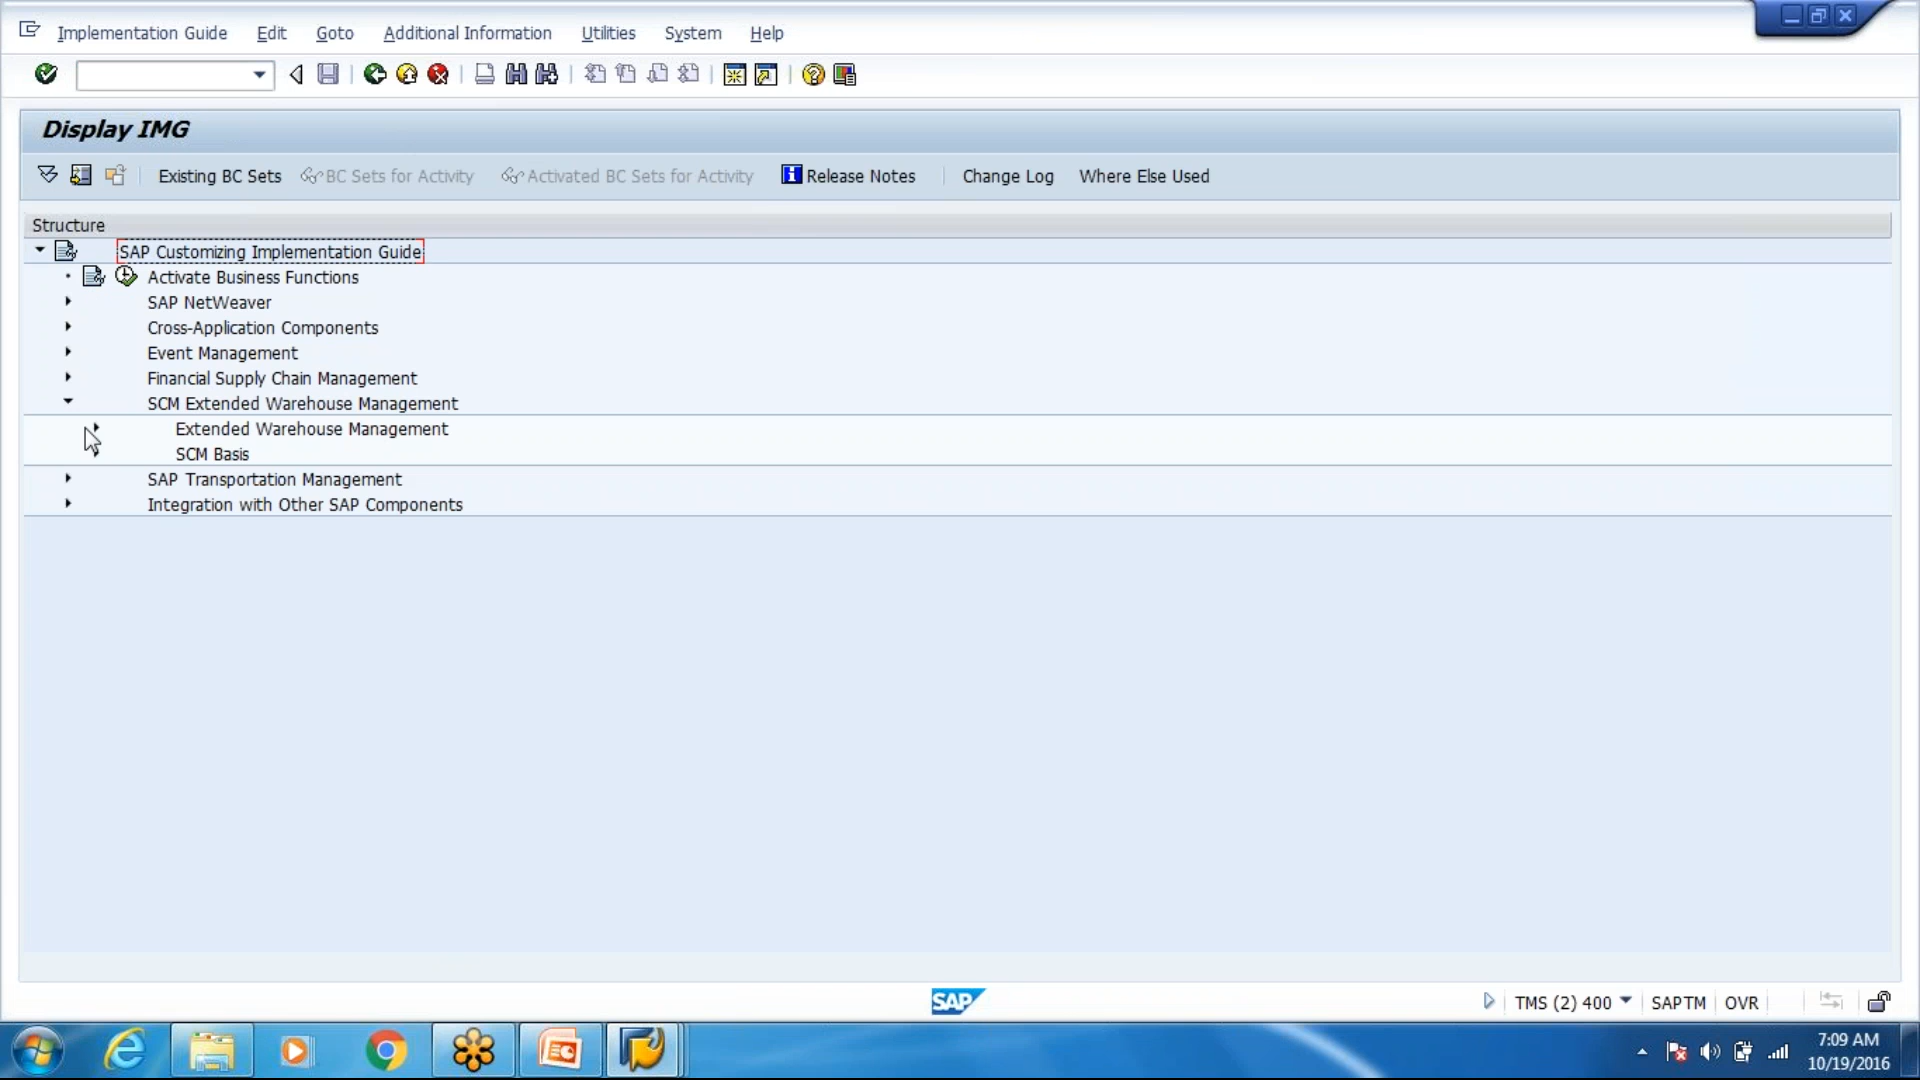 Implementation Guide Edit Goto Additional Information Utilities System Help
Display IMG
Existing BC Sets BC Sets for Activity Activated BC Sets for Activity Release Notes Change Log Where Else Used
Structure
SAP Customizing Implementation Guide
Activate Business Functions
SAP NetWeaver
Cross-Application Components
Event Management
Financial Supply Chain Management
SCM Extended Warehouse Management
Extended Warehouse Management
SCM Basis
SAP Transportation Management
Integration with Other SAP Components
SAP
TMS (2) 400 SAPTM OVR
7:09 AM
10/19/2016